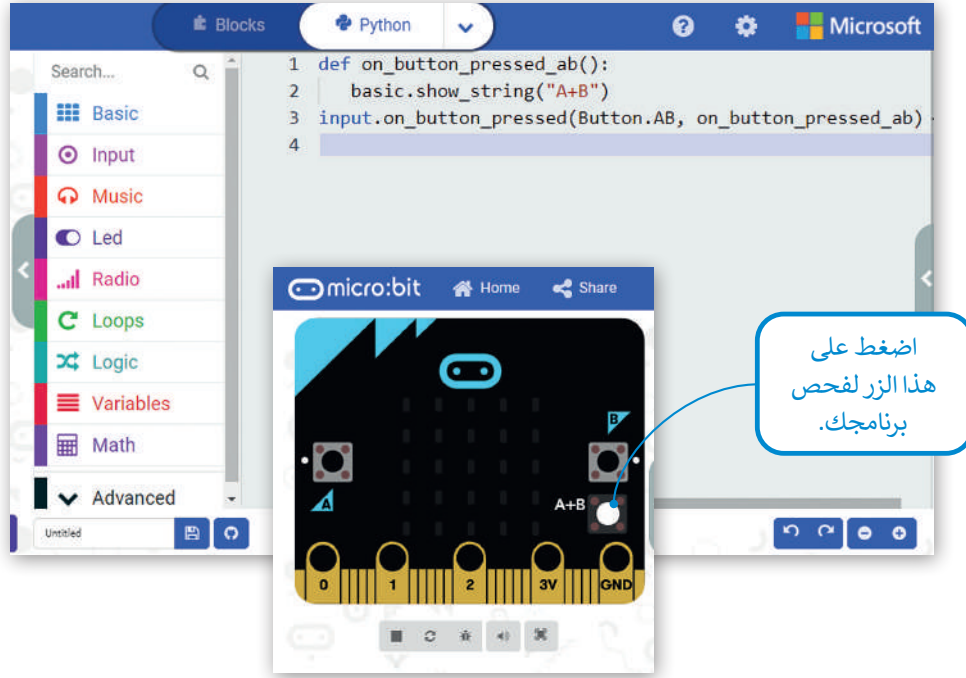 Blocks
Python
Microsoft
Search...
Basic
Input
Music
Led
Radio
Loops
Logic
Variables
Math
Advanced
1 def on_button_pressed_ab():
2 basic.show_string("A+B")
3 input.on_button_pressed(Button.AB, on_button_pressed_ab)
4
micro:bit Home Share
B
A
A+B
0 1 2 3V GND
اضغط على
هذا الزر لفحص
برنامجك.
Untitled